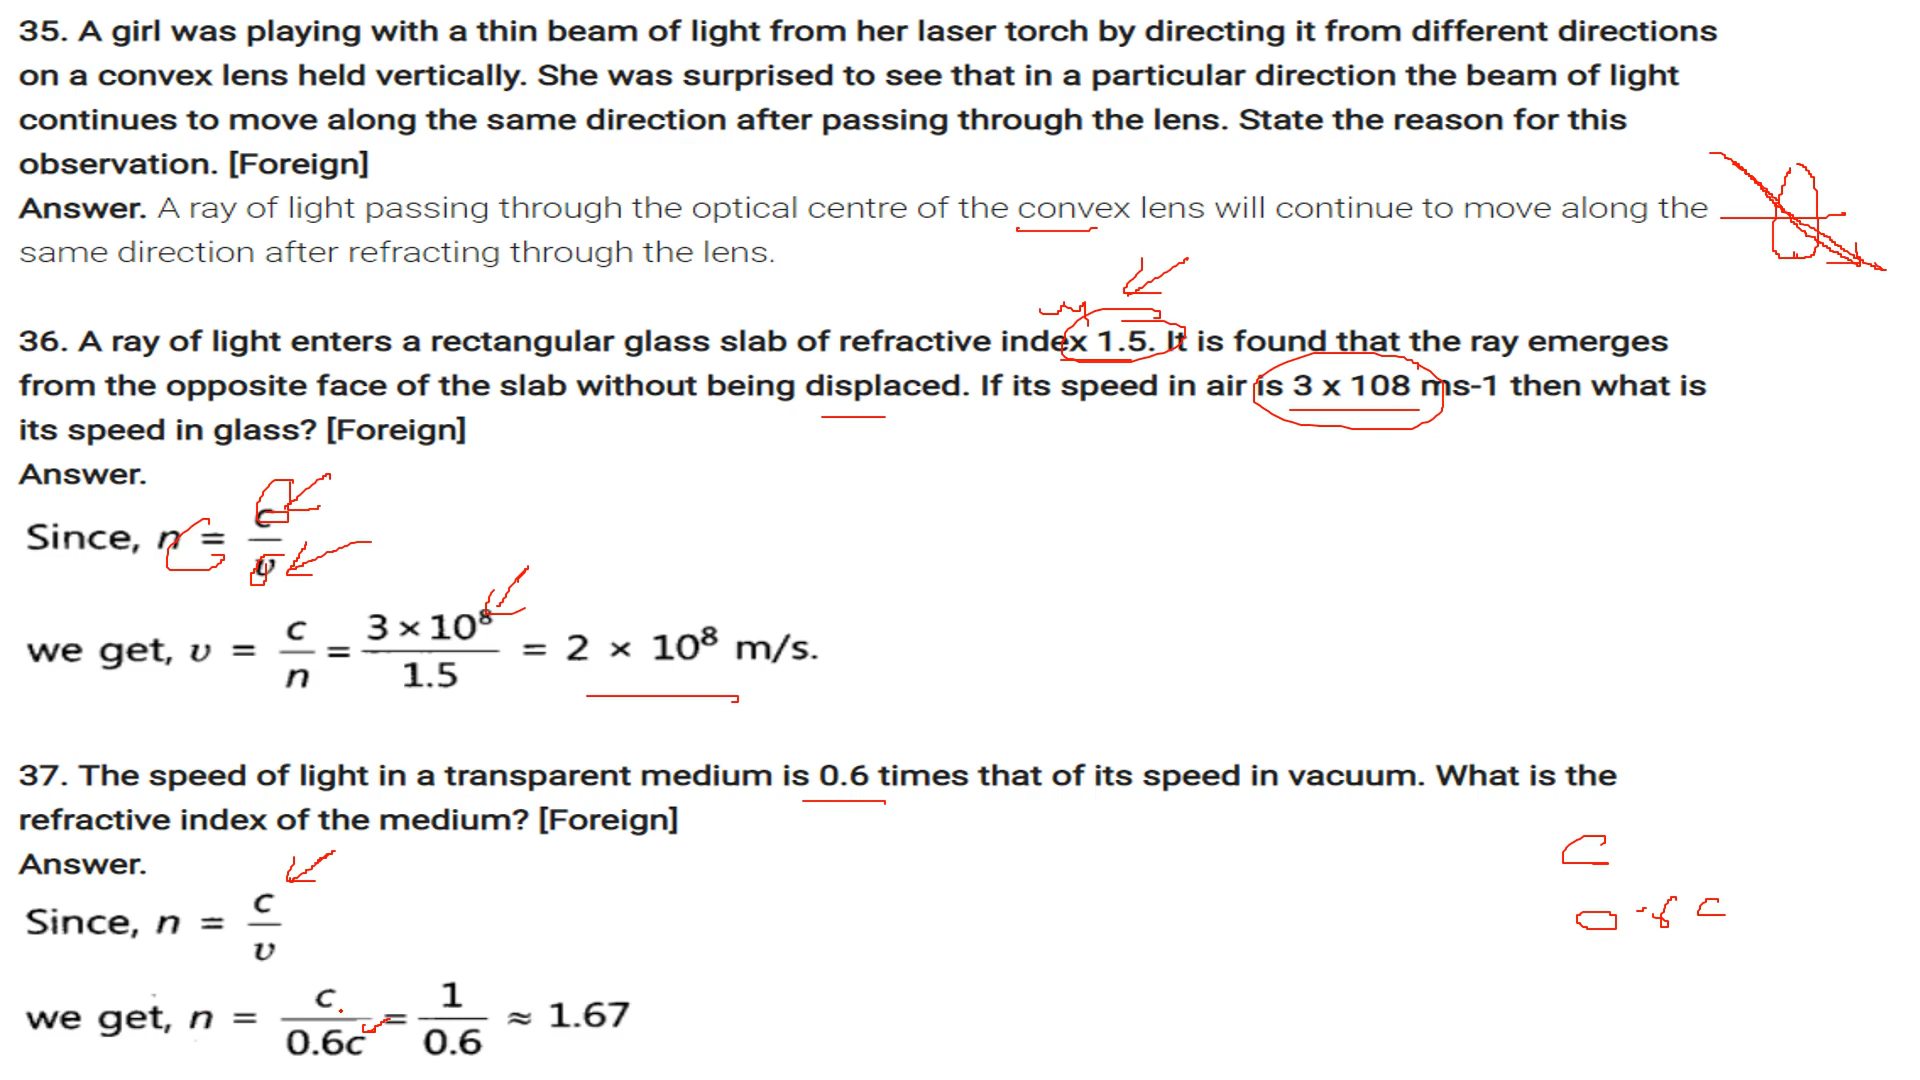 35. A girl was playing with a thin beam of light from her laser torch by directing it from different directions
on a convex lens held vertically. She was surprised to see that in a particular direction the beam of light
continues to move along the same direction after passing through the lens. State the reason for this
observation. [Foreign]
Answer. A ray of light passing through the optical centre of the convex lens will continue to move along the
same direction after refracting through the lens.
36. A ray of light enters a rectangular glass slab of refractive index 1.5. It is found that the ray emerges
from the opposite face of the slab without being displaced. If its speed in air is 3 x 108 ms-1 then what is
its speed in glass? [Foreign]
Answer.
Since, n = c/υ
we get, υ = c/n = 3 × 10⁸/1.5 = 2 × 10⁸ m/s.
37. The speed of light in a transparent medium is 0.6 times that of its speed in vacuum. What is the
refractive index of the medium? [Foreign]
Answer.
C
Since, n = c/υ
0.6 c
we get, n = c/0.6c = 1/0.6 ≈ 1.67